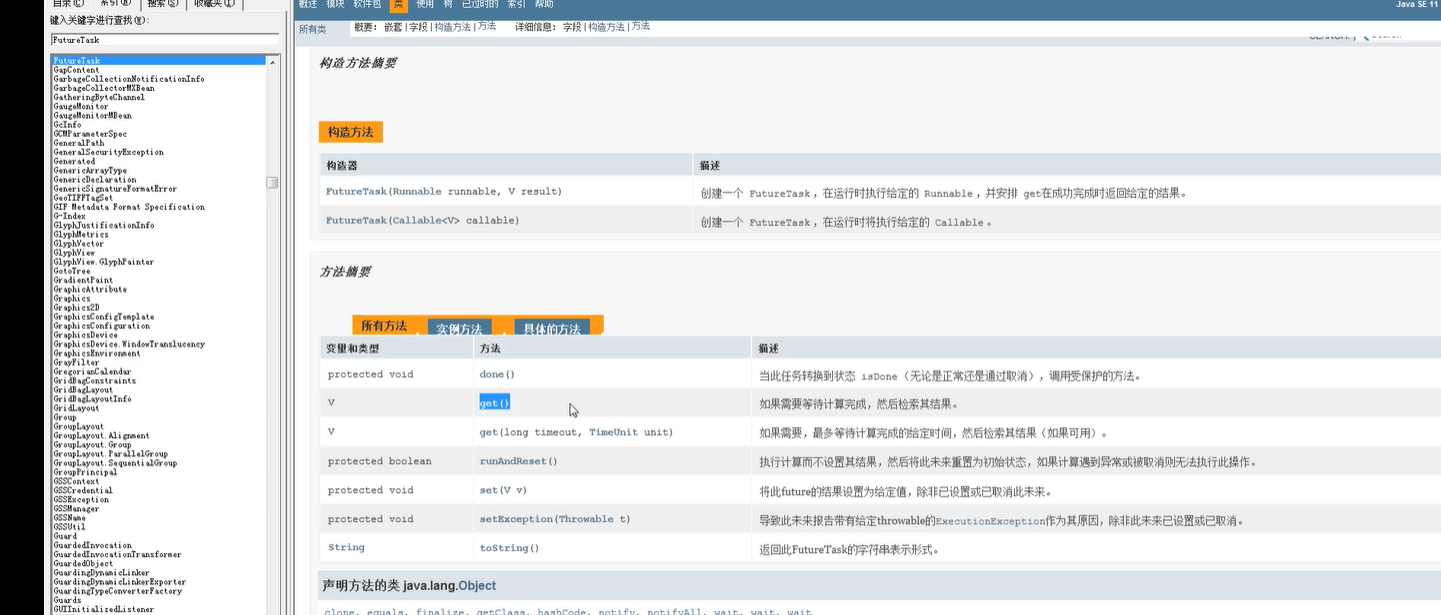 目录(C) 索引(N) 搜索(S) 收藏夹(I)
键入关键字进行查找(W):
FutureTask
FutureTask
GapContent
GarbageCollectionNotificationInfo
GarbageCollectorMXBean
GatheringByteChannel
GaugeMonitor
GaugeMonitorMBean
GcInfo
GCMParameterSpec
GeneralPath
GeneralSecurityException
Generated
GenericArrayType
GenericDeclaration
GenericSignatureFormatError
GeoTIFFTagSet
GIF Metadata Format Specification
G-Index
GlyphJustificationInfo
GlyphMetrics
GlyphVector
GlyphView
GlyphView.GlyphPainter
GotoTree
GradientPaint
GraphicAttribute
Graphics
Graphics2D
GraphicsConfigTemplate
GraphicsConfiguration
GraphicsDevice
GraphicsDevice.WindowTranslucency
GraphicsEnvironment
GrayFilter
GregorianCalendar
GridBagConstraints
GridBagLayout
GridBagLayoutInfo
GridLayout
Group
GroupLayout
GroupLayout.Alignment
GroupLayout.Group
GroupLayout.ParallelGroup
GroupLayout.SequentialGroup
GroupPrincipal
GSSContext
GSSCredential
GSSException
GSSManager
GSSName
GSSUtil
Guard
GuardedInvocation
GuardedInvocationTransformer
GuardedObject
GuardingDynamicLinker
GuardingDynamicLinkerExporter
GuardingTypeConverterFactory
Guards
GUIInitializedListener
概述 模块 软件包 类 使用 树 已过时的 索引 帮助 Java SE 11
所有类 概要: 嵌套 | 字段 | 构造方法 | 方法 详细信息: 字段 | 构造方法 | 方法
SEARCH: Search
构造方法摘要
构造方法
构造器 描述
FutureTask(Runnable runnable, V result) 创建一个 FutureTask ，在运行时执行给定的 Runnable ，并安排 get在成功完成时返回给定的结果。
FutureTask(Callable<V> callable) 创建一个 FutureTask ，在运行时将执行给定的 Callable 。
方法摘要
所有方法 实例方法 具体的方法
变量和类型 方法 描述
protected void done() 当此任务转换到状态 isDone （无论是正常还是通过取消），调用受保护的方法。
V get() 如果需要等待计算完成，然后检索其结果。
V get(long timeout, TimeUnit unit) 如果需要，最多等待计算完成的给定时间，然后检索其结果（如果可用）。
protected boolean runAndReset() 执行计算而不设置其结果，然后将此未来重置为初始状态，如果计算遇到异常或被取消则无法执行此操作。
protected void set(V v) 将此future的结果设置为给定值，除非已设置或已取消此未来。
protected void setException(Throwable t) 导致此未来报告带有给定throwable的ExecutionException作为其原因，除非此未来已设置或已取消。
String toString() 返回此FutureTask的字符串表示形式。
声明方法的类 java.lang.Object
clone, equals, finalize, getClass, hashCode, notify, notifyAll, wait, wait, wait